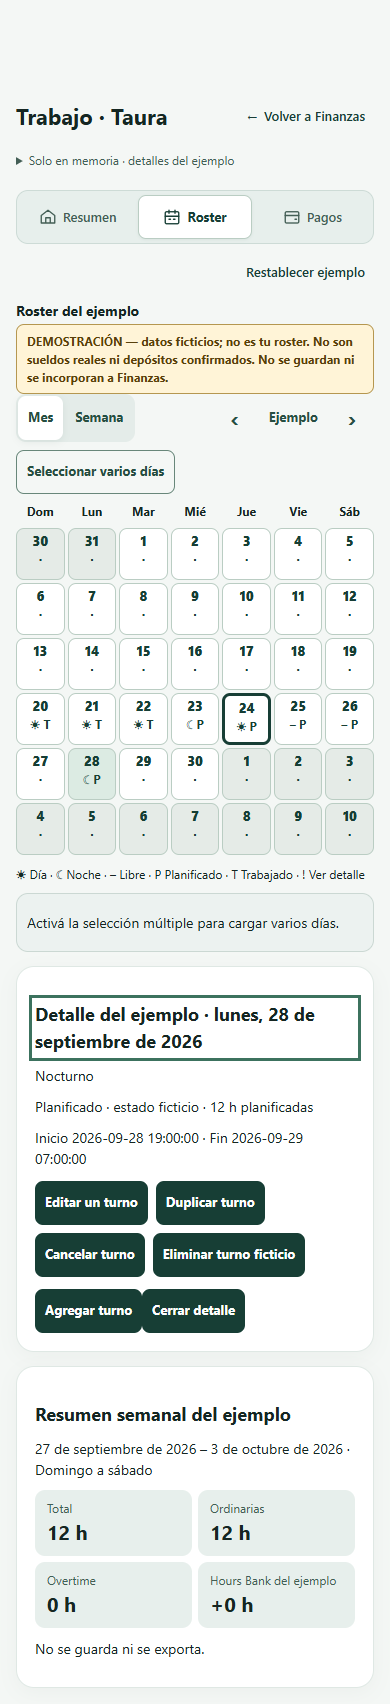 Trabajo · Taura
← Volver a Finanzas
▶ Solo en memoria · detalles del ejemplo
Resumen
Roster
Pagos
Restablecer ejemplo
Roster del ejemplo
DEMOSTRACIÓN — datos ficticios; no es tu roster. No son
sueldos reales ni depósitos confirmados. No se guardan ni
se incorporan a Finanzas.
Mes Semana ‹ Ejemplo ›
Seleccionar varios días
Dom Lun Mar Mié Jue Vie Sáb
30 31 1 2 3 4 5
· · · · · · ·
6 7 8 9 10 11 12
· · · · · · ·
13 14 15 16 17 18 19
· · · · · · ·
20 21 22 23 24 25 26
☀ T ☀ T ☀ T ☾ P ☀ P – P – P
27 28 29 30 1 2 3
· ☾ P · · · · ·
4 5 6 7 8 9 10
· · · · · · ·
☀ Día · ☾ Noche · – Libre · P Planificado · T Trabajado · ! Ver detalle
Activá la selección múltiple para cargar varios días.
Detalle del ejemplo · lunes, 28 de
septiembre de 2026
Nocturno
Planificado · estado ficticio · 12 h planificadas
Inicio 2026-09-28 19:00:00 · Fin 2026-09-29
07:00:00
Editar un turno
Duplicar turno
Cancelar turno
Eliminar turno ficticio
Agregar turno
Cerrar detalle
Resumen semanal del ejemplo
27 de septiembre de 2026 – 3 de octubre de 2026 ·
Domingo a sábado
Total
12 h
Ordinarias
12 h
Overtime
0 h
Hours Bank del ejemplo
+0 h
No se guarda ni se exporta.